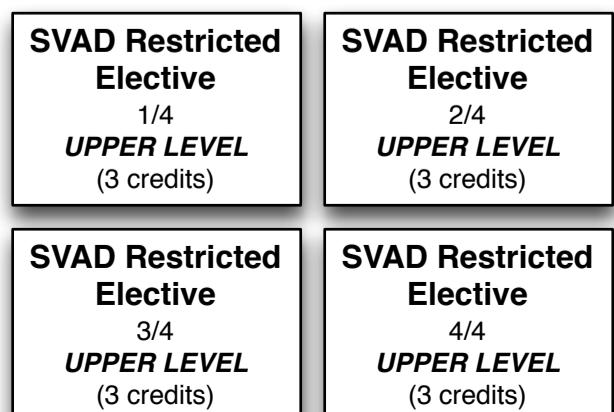 SVAD Restricted
Elective
1/4
UPPER LEVEL
(3 credits)
SVAD Restricted
Elective
2/4
UPPER LEVEL
(3 credits)
SVAD Restricted
Elective
3/4
UPPER LEVEL
(3 credits)
SVAD Restricted
Elective
4/4
UPPER LEVEL
(3 credits)